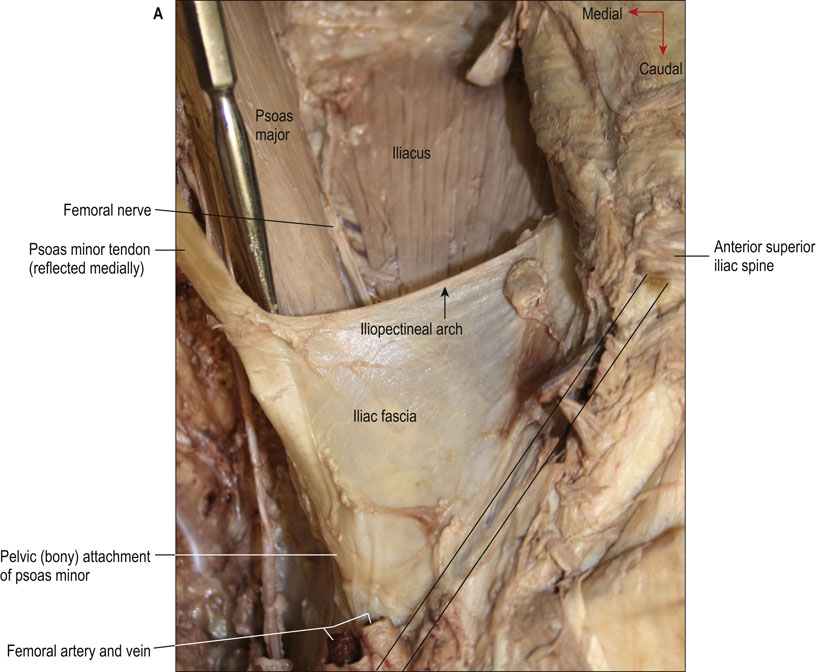 A
Medial
Caudal
Psoas
major
Iliacus
Femoral nerve
Psoas minor tendon
(reflected medially)
Anterior superior
iliac spine
Iliopectineal arch
Iliac fascia
Pelvic (bony) attachment
of psoas minor
Femoral artery and vein